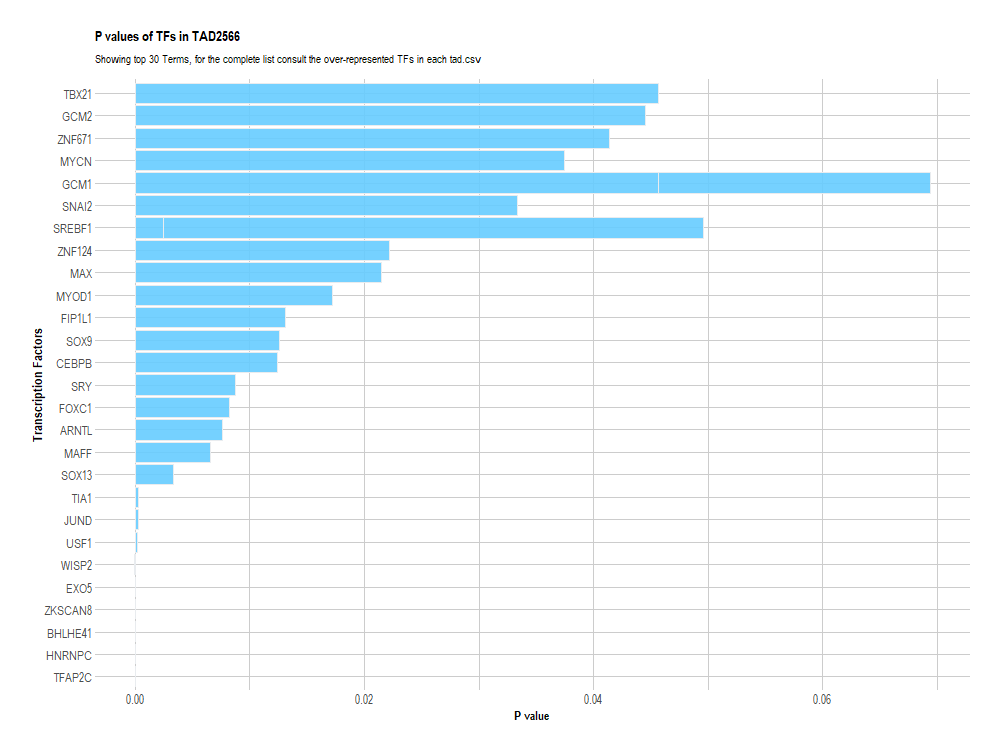 P values of TFs in TAD2566
Showing top 30 Terms, for the complete list consult the over-represented TFs in each tad.csv
Transcription Factors
TBX21
GCM2
ZNF671
MYCN
GCM1
SNAI2
SREBF1
ZNF124
MAX
MYOD1
FIP1L1
SOX9
CEBPB
SRY
FOXC1
ARNTL
MAFF
SOX13
TIA1
JUND
USF1
WISP2
EXO5
ZKSCAN8
BHLHE41
HNRNPC
TFAP2C
0.00 0.02 0.04 0.06
P value